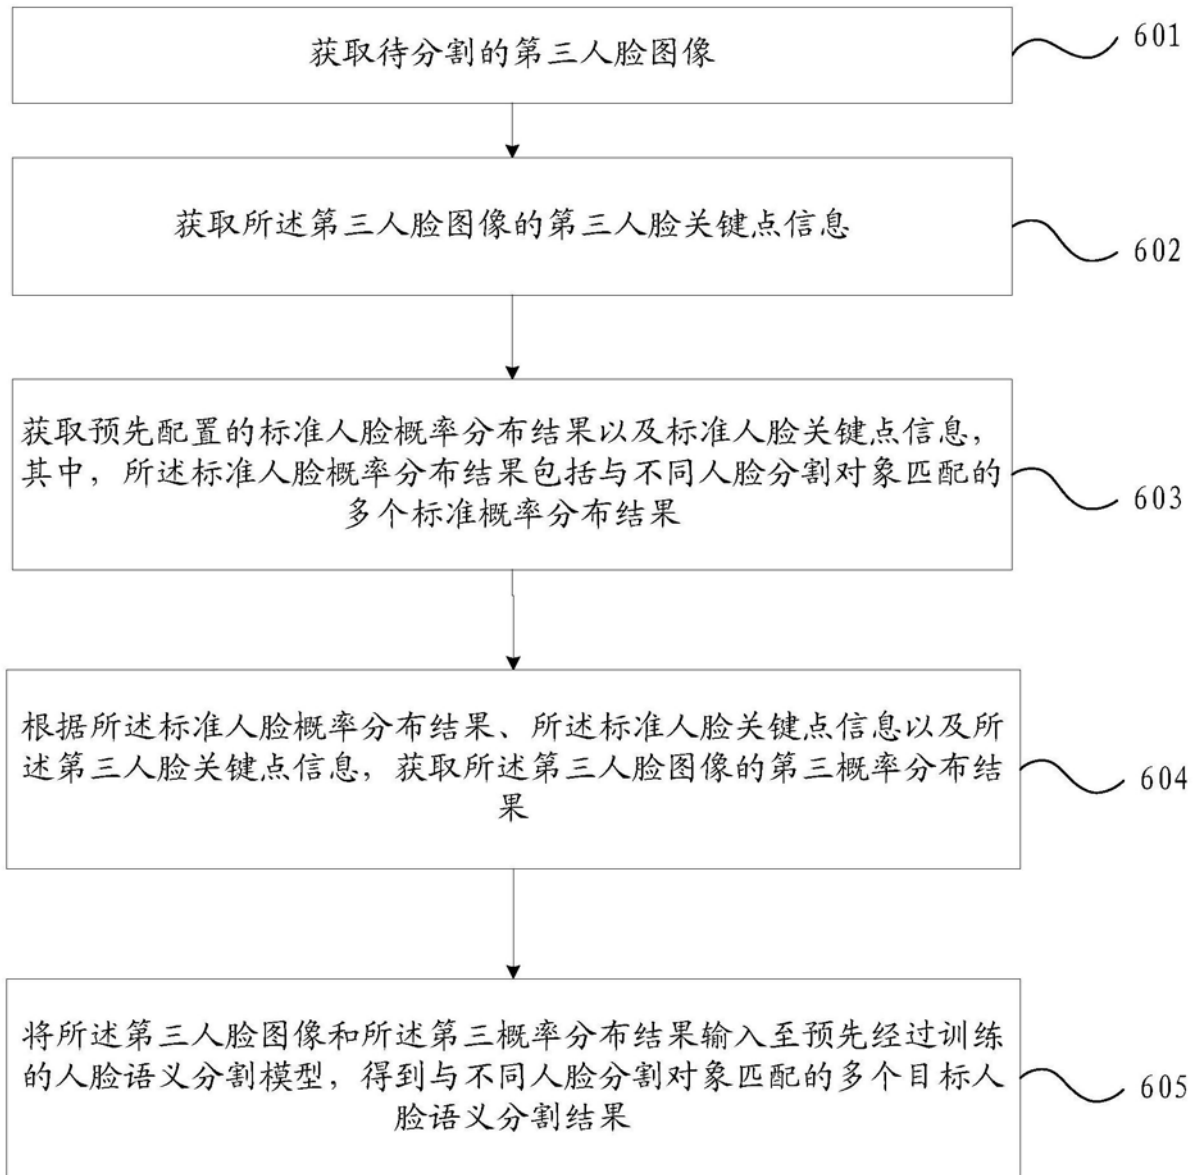 获取待分割的第三人脸图像
601
获取所述第三人脸图像的第三人脸关键点信息
602
获取预先配置的标准人脸概率分布结果以及标准人脸关键点信息，
其中，所述标准人脸概率分布结果包括与不同人脸分割对象匹配的
多个标准概率分布结果
603
根据所述标准人脸概率分布结果、所述标准人脸关键点信息以及所
述第三人脸关键点信息，获取所述第三人脸图像的第三概率分布结
果
604
将所述第三人脸图像和所述第三概率分布结果输入至预先经过训练
的人脸语义分割模型，得到与不同人脸分割对象匹配的多个目标人
脸语义分割结果
605